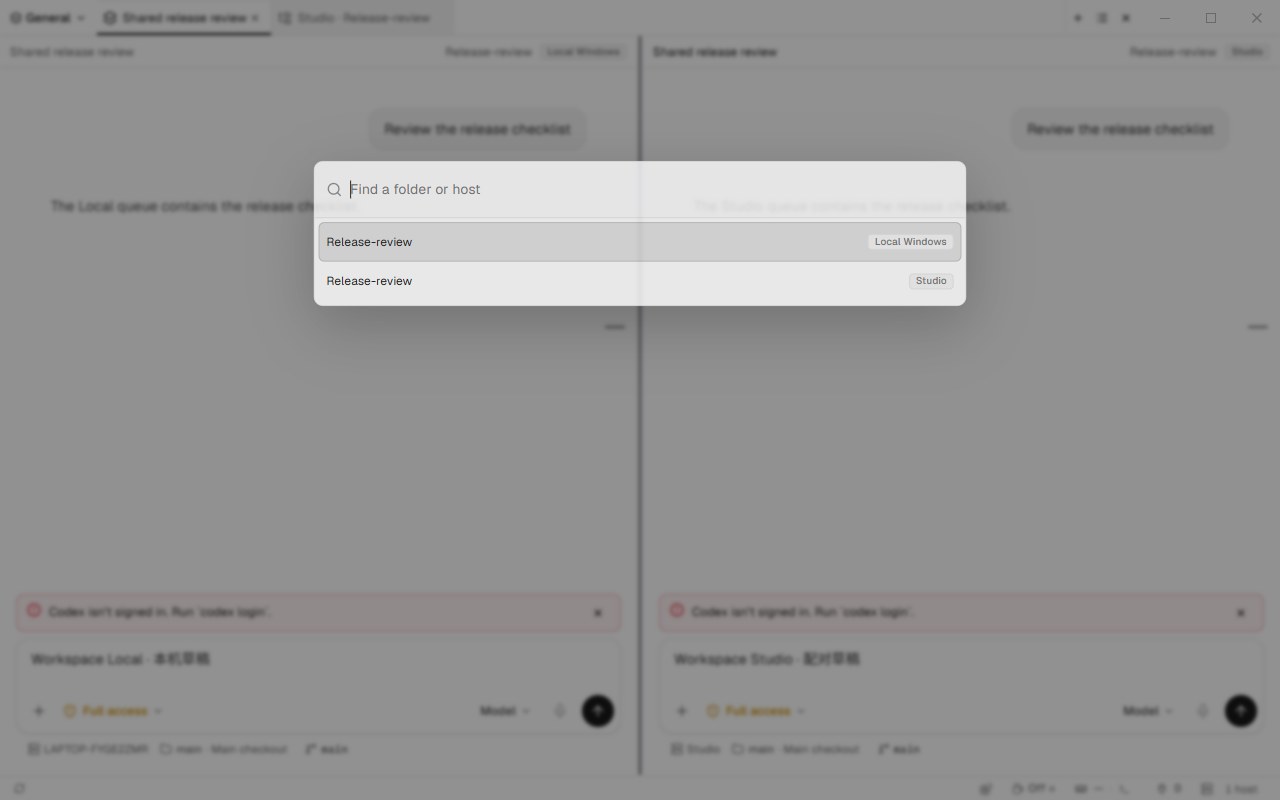 General
Shared release review
Studio · Release-review
Shared release review
Release-review
Local Windows
Shared release review
Release-review
Studio
Review the release checklist
Review the release checklist
Find a folder or host
The Local queue contains the release
The Studio queue contains the release checklist.
Release-review
Local Windows
Release-review
Studio
Codex isn't signed in. Run `codex login`.
Codex isn't signed in. Run `codex login`.
Workspace Local · 本机草稿
Workspace Studio · 配对草稿
Full access
Model
Full access
Model
main · Main checkout
main
Studio
main · Main checkout
main
Off
1 host